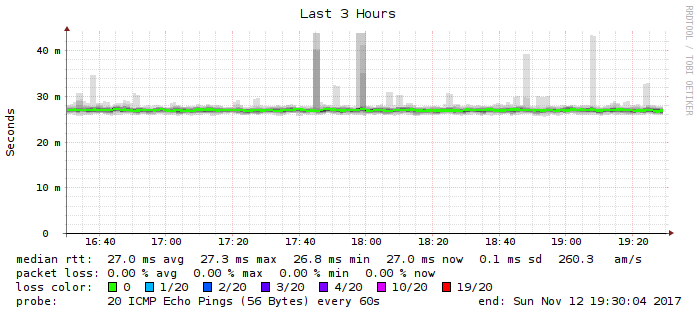 Last 3 Hours
RRDTOOL / TOBI OETIKER
Seconds
40 m
30 m
20 m
10 m
0
16:40 17:00 17:20 17:40 18:00 18:20 18:40 19:00 19:20
median rtt: 27.0 ms avg 27.3 ms max 26.8 ms min 27.0 ms now 0.1 ms sd 260.3 am/s
packet loss: 0.00 % avg 0.00 % max 0.00 % min 0.00 % now
loss color: 0 1/20 2/20 3/20 4/20 10/20 19/20
probe: 20 ICMP Echo Pings (56 Bytes) every 60s end: Sun Nov 12 19:30:04 2017